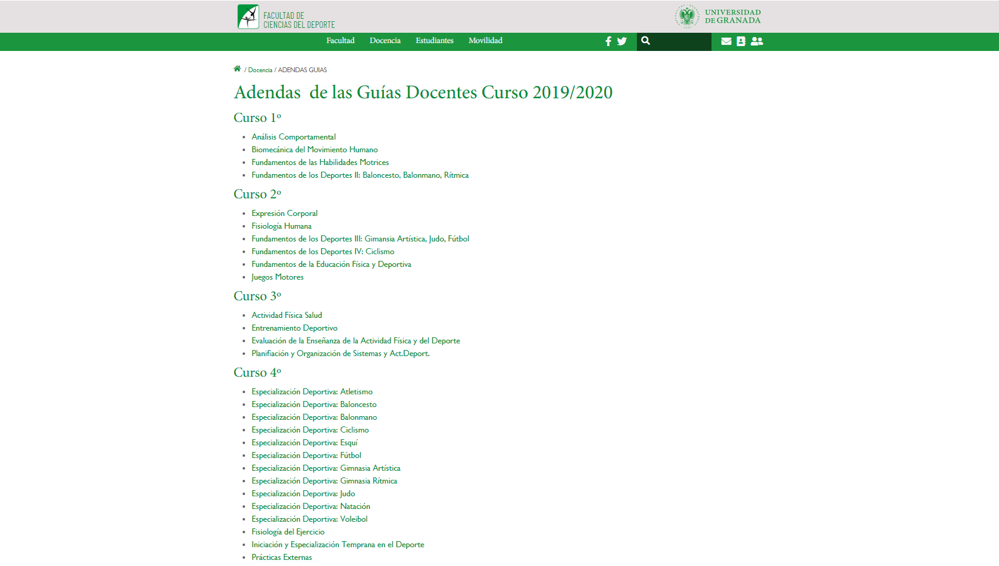 FACULTAD DE
CIENCIAS DEL DEPORTE
UNIVERSIDAD
DE GRANADA
Facultad Docencia Estudiantes Movilidad
/ Docencia / ADENDAS GUIAS
Adendas de las Guías Docentes Curso 2019/2020
Curso 1º
Análisis Comportamental
Biomecánica del Movimiento Humano
Fundamentos de las Habilidades Motrices
Fundamentos de los Deportes II: Baloncesto, Balonmano, Rítmica
Curso 2º
Expresión Corporal
Fisiología Humana
Fundamentos de los Deportes III: Gimansia Artística, Judo, Fútbol
Fundamentos de los Deportes IV: Ciclismo
Fundamentos de la Educación Física y Deportiva
Juegos Motores
Curso 3º
Actividad Física Salud
Entrenamiento Deportivo
Evaluación de la Enseñanza de la Actividad Física y del Deporte
Planifiación y Organización de Sistemas y Act.Deport.
Curso 4º
Especialización Deportiva: Atletismo
Especialización Deportiva: Baloncesto
Especialización Deportiva: Balonmano
Especialización Deportiva: Ciclismo
Especialización Deportiva: Esquí
Especialización Deportiva: Fútbol
Especialización Deportiva: Gimnasia Artística
Especialización Deportiva: Gimnasia Rítmica
Especialización Deportiva: Judo
Especialización Deportiva: Natación
Especialización Deportiva: Voleibol
Fisiología del Ejercicio
Iniciación y Especialización Temprana en el Deporte
Prácticas Externas